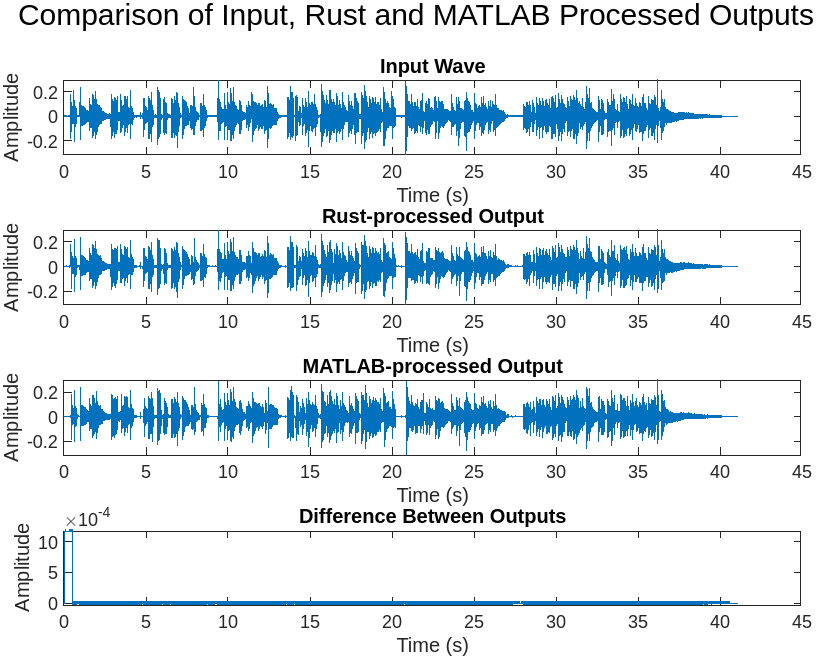 Comparison of Input, Rust and MATLAB Processed Outputs
Input Wave
Amplitude
0.2
0
-0.2
0 5 10 15 20 25 30 35 40 45
Time (s)
Rust-processed Output
Amplitude
0.2
0
-0.2
0 5 10 15 20 25 30 35 40 45
Time (s)
MATLAB-processed Output
Amplitude
0.2
0
-0.2
0 5 10 15 20 25 30 35 40 45
Time (s)
×10⁻⁴
Difference Between Outputs
Amplitude
10
5
0
0 5 10 15 20 25 30 35 40 45
Time (s)